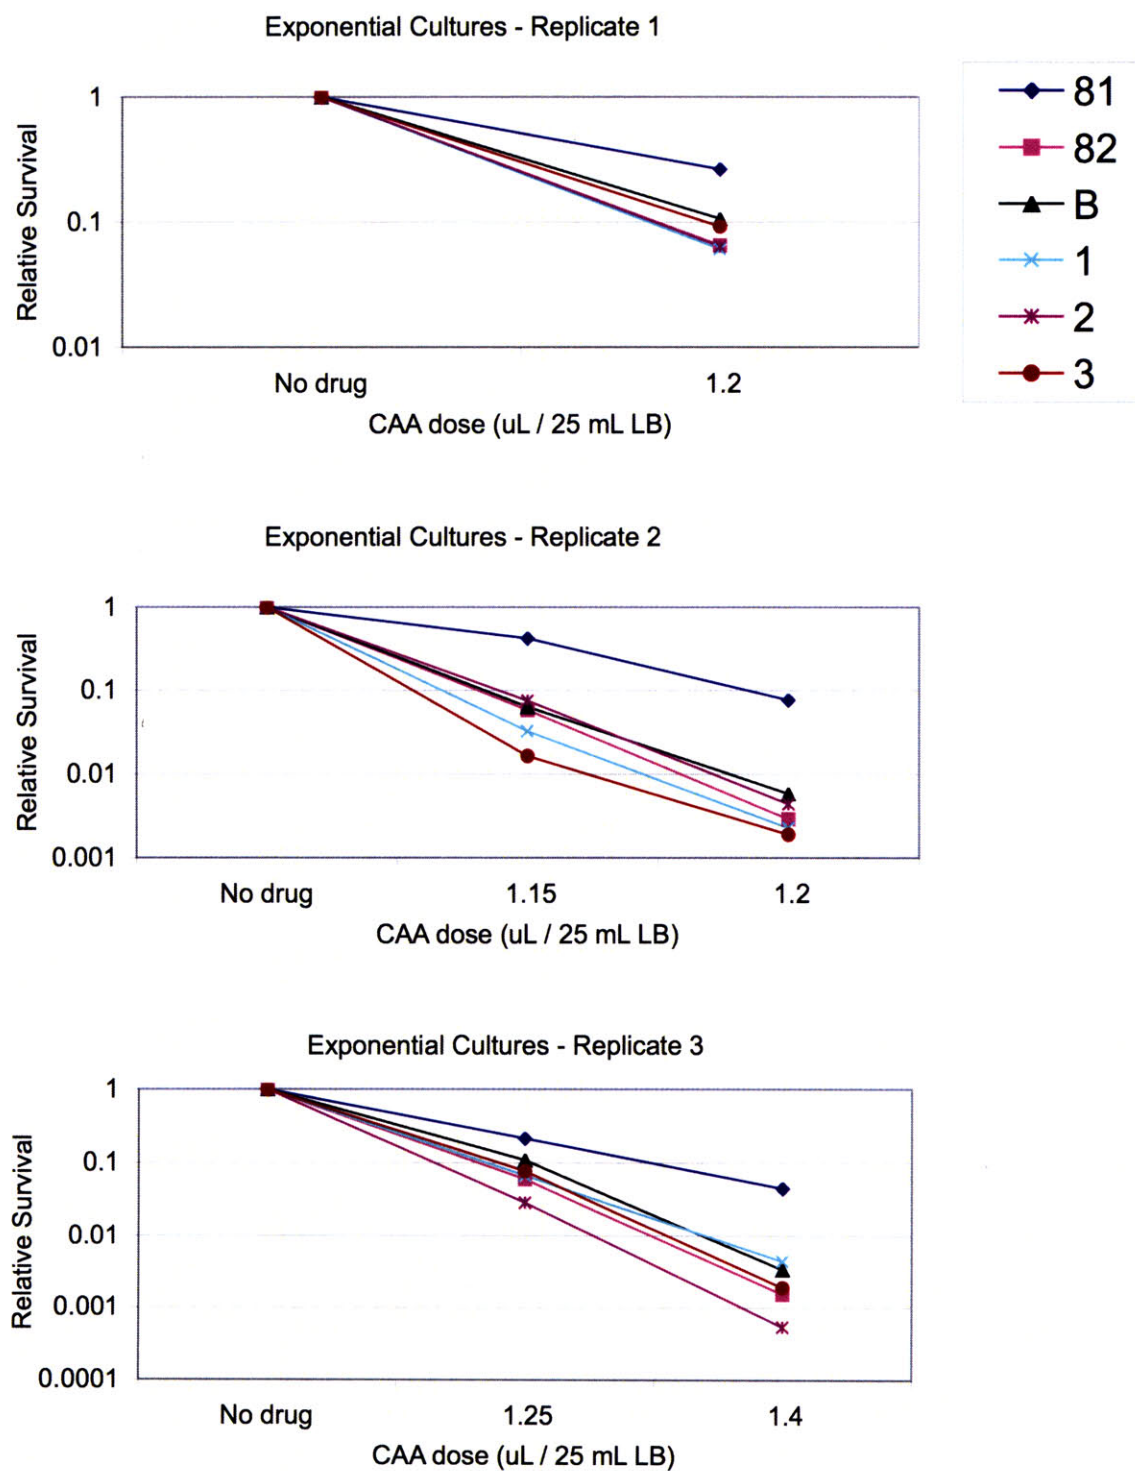 Exponential Cultures - Replicate 1
1
0.1
0.01
Relative Survival
No drug
1.2
CAA dose (uL / 25 mL LB)
81
82
B
1
2
3
Exponential Cultures - Replicate 2
1
0.1
0.01
0.001
Relative Survival
No drug
1.15
1.2
CAA dose (uL / 25 mL LB)
Exponential Cultures - Replicate 3
1
0.1
0.01
0.001
0.0001
Relative Survival
No drug
1.25
1.4
CAA dose (uL / 25 mL LB)